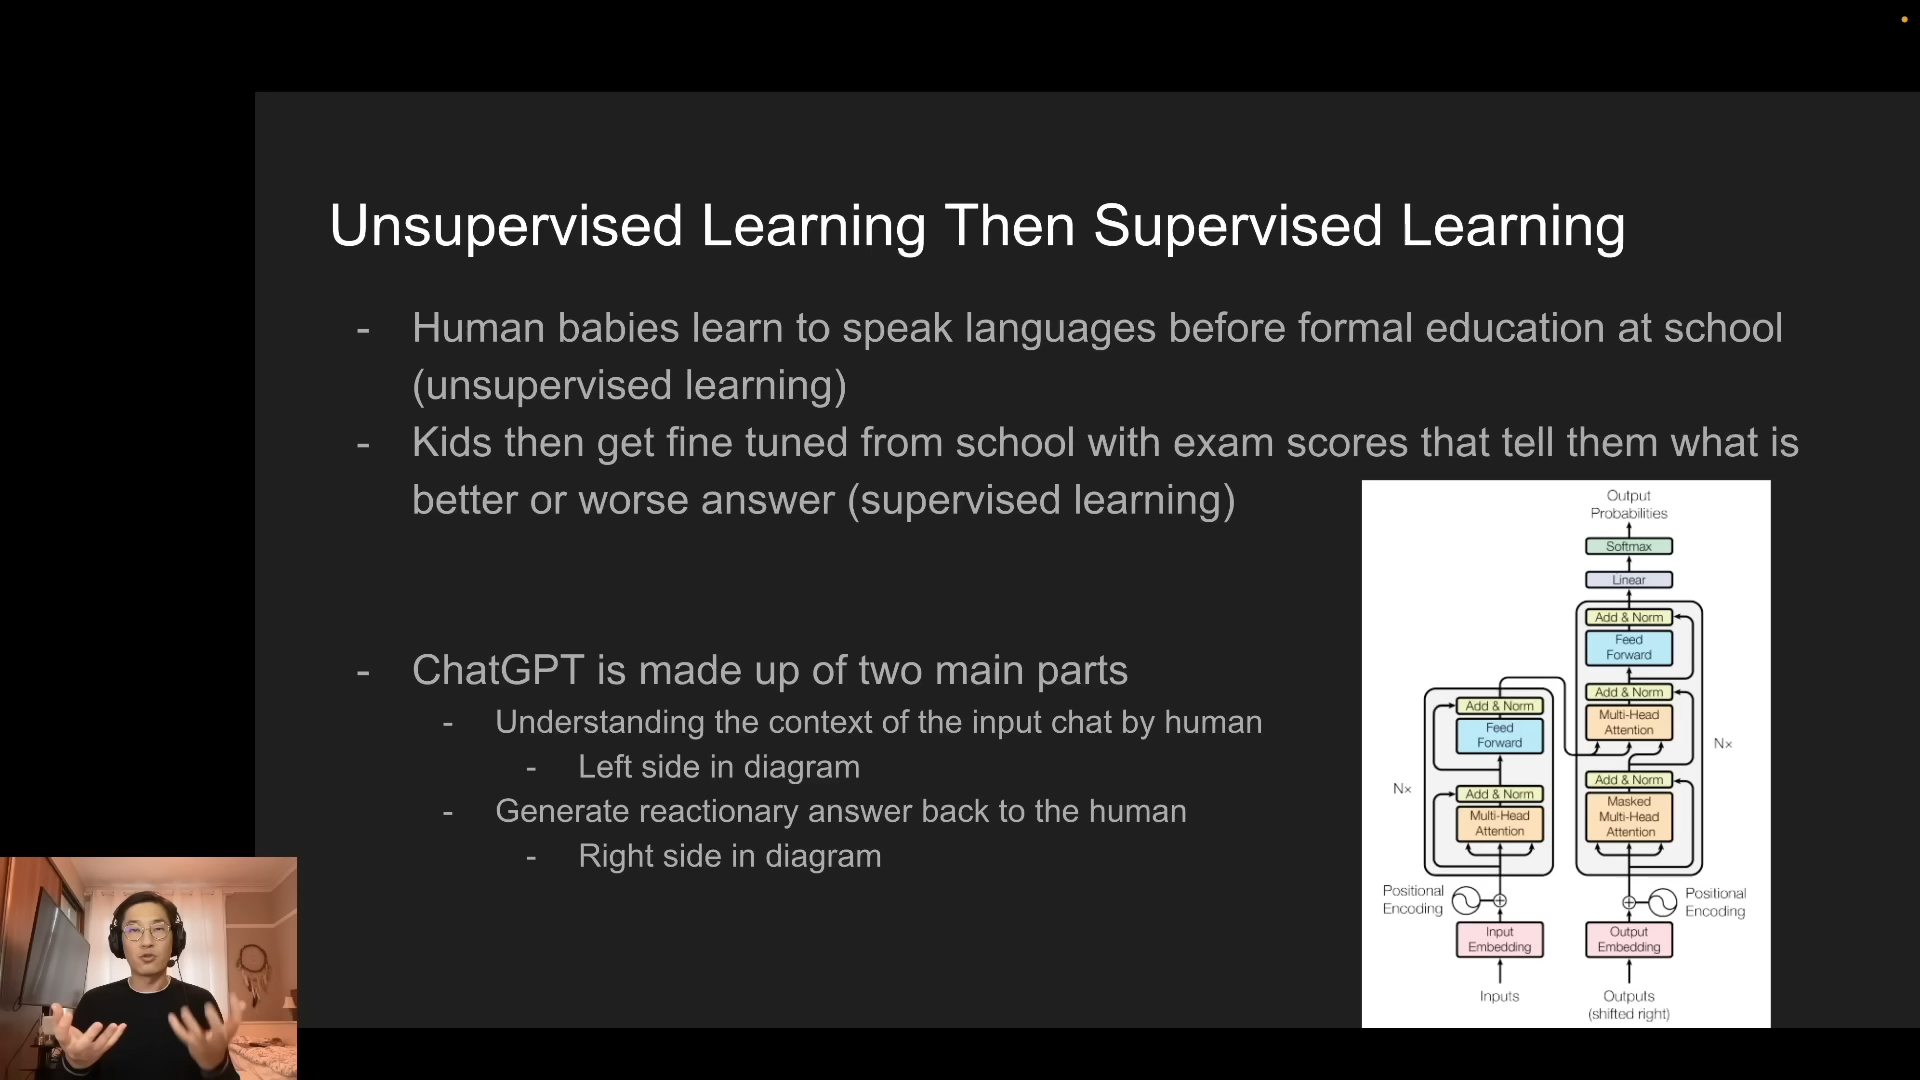 Unsupervised Learning Then Supervised Learning
- Human babies learn to speak languages before formal education at school
(unsupervised learning)
- Kids then get fine tuned from school with exam scores that tell them what is
better or worse answer (supervised learning)
- ChatGPT is made up of two main parts
- Understanding the context of the input chat by human
- Left side in diagram
- Generate reactionary answer back to the human
- Right side in diagram
Output
Probabilities
Softmax
Linear
Add & Norm
Feed
Forward
Add & Norm
Multi-Head
Attention
Add & Norm
Masked
Multi-Head
Attention
Nx
Add & Norm
Feed
Forward
Add & Norm
Multi-Head
Attention
Nx
Positional
Encoding
Input
Embedding
Inputs
Positional
Encoding
Output
Embedding
Outputs
(shifted right)